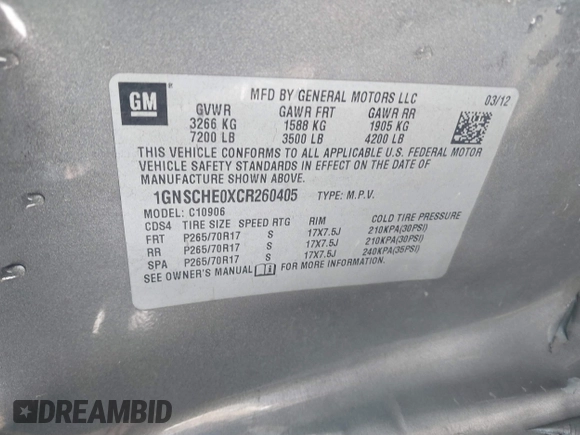 GM
MFD BY GENERAL MOTORS LLC 03/12
GVWR GAWR FRT GAWR RR
3266 KG 1588 KG 1905 KG
7200 LB 3500 LB 4200 LB
THIS VEHICLE CONFORMS TO ALL APPLICABLE U.S. FEDERAL MOTOR
VEHICLE SAFETY STANDARDS IN EFFECT ON THE DATE OF
MANUFACTURE SHOWN ABOVE.
1GNSCHE0XCR260405 TYPE: M.P.V.
MODEL: C10906
CDS4 TIRE SIZE SPEED RTG RIM COLD TIRE PRESSURE
FRT P265/70R17 S 17X7.5J 210KPA(30PSI)
RR P265/70R17 S 17X7.5J 210KPA(30PSI)
SPA P265/70R17 S 17X7.5J 240KPA(35PSI)
SEE OWNER'S MANUAL FOR MORE INFORMATION.
DREAMBID